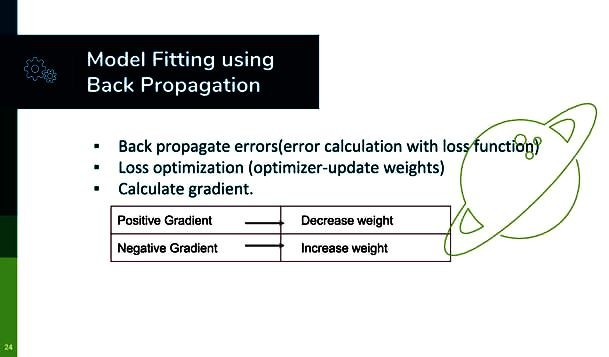 Model Fitting using
Back Propagation
▪ Back propagate errors(error calculation with loss function)
▪ Loss optimization (optimizer-update weights)
▪ Calculate gradient.
Positive Gradient Decrease weight
Negative Gradient Increase weight
24